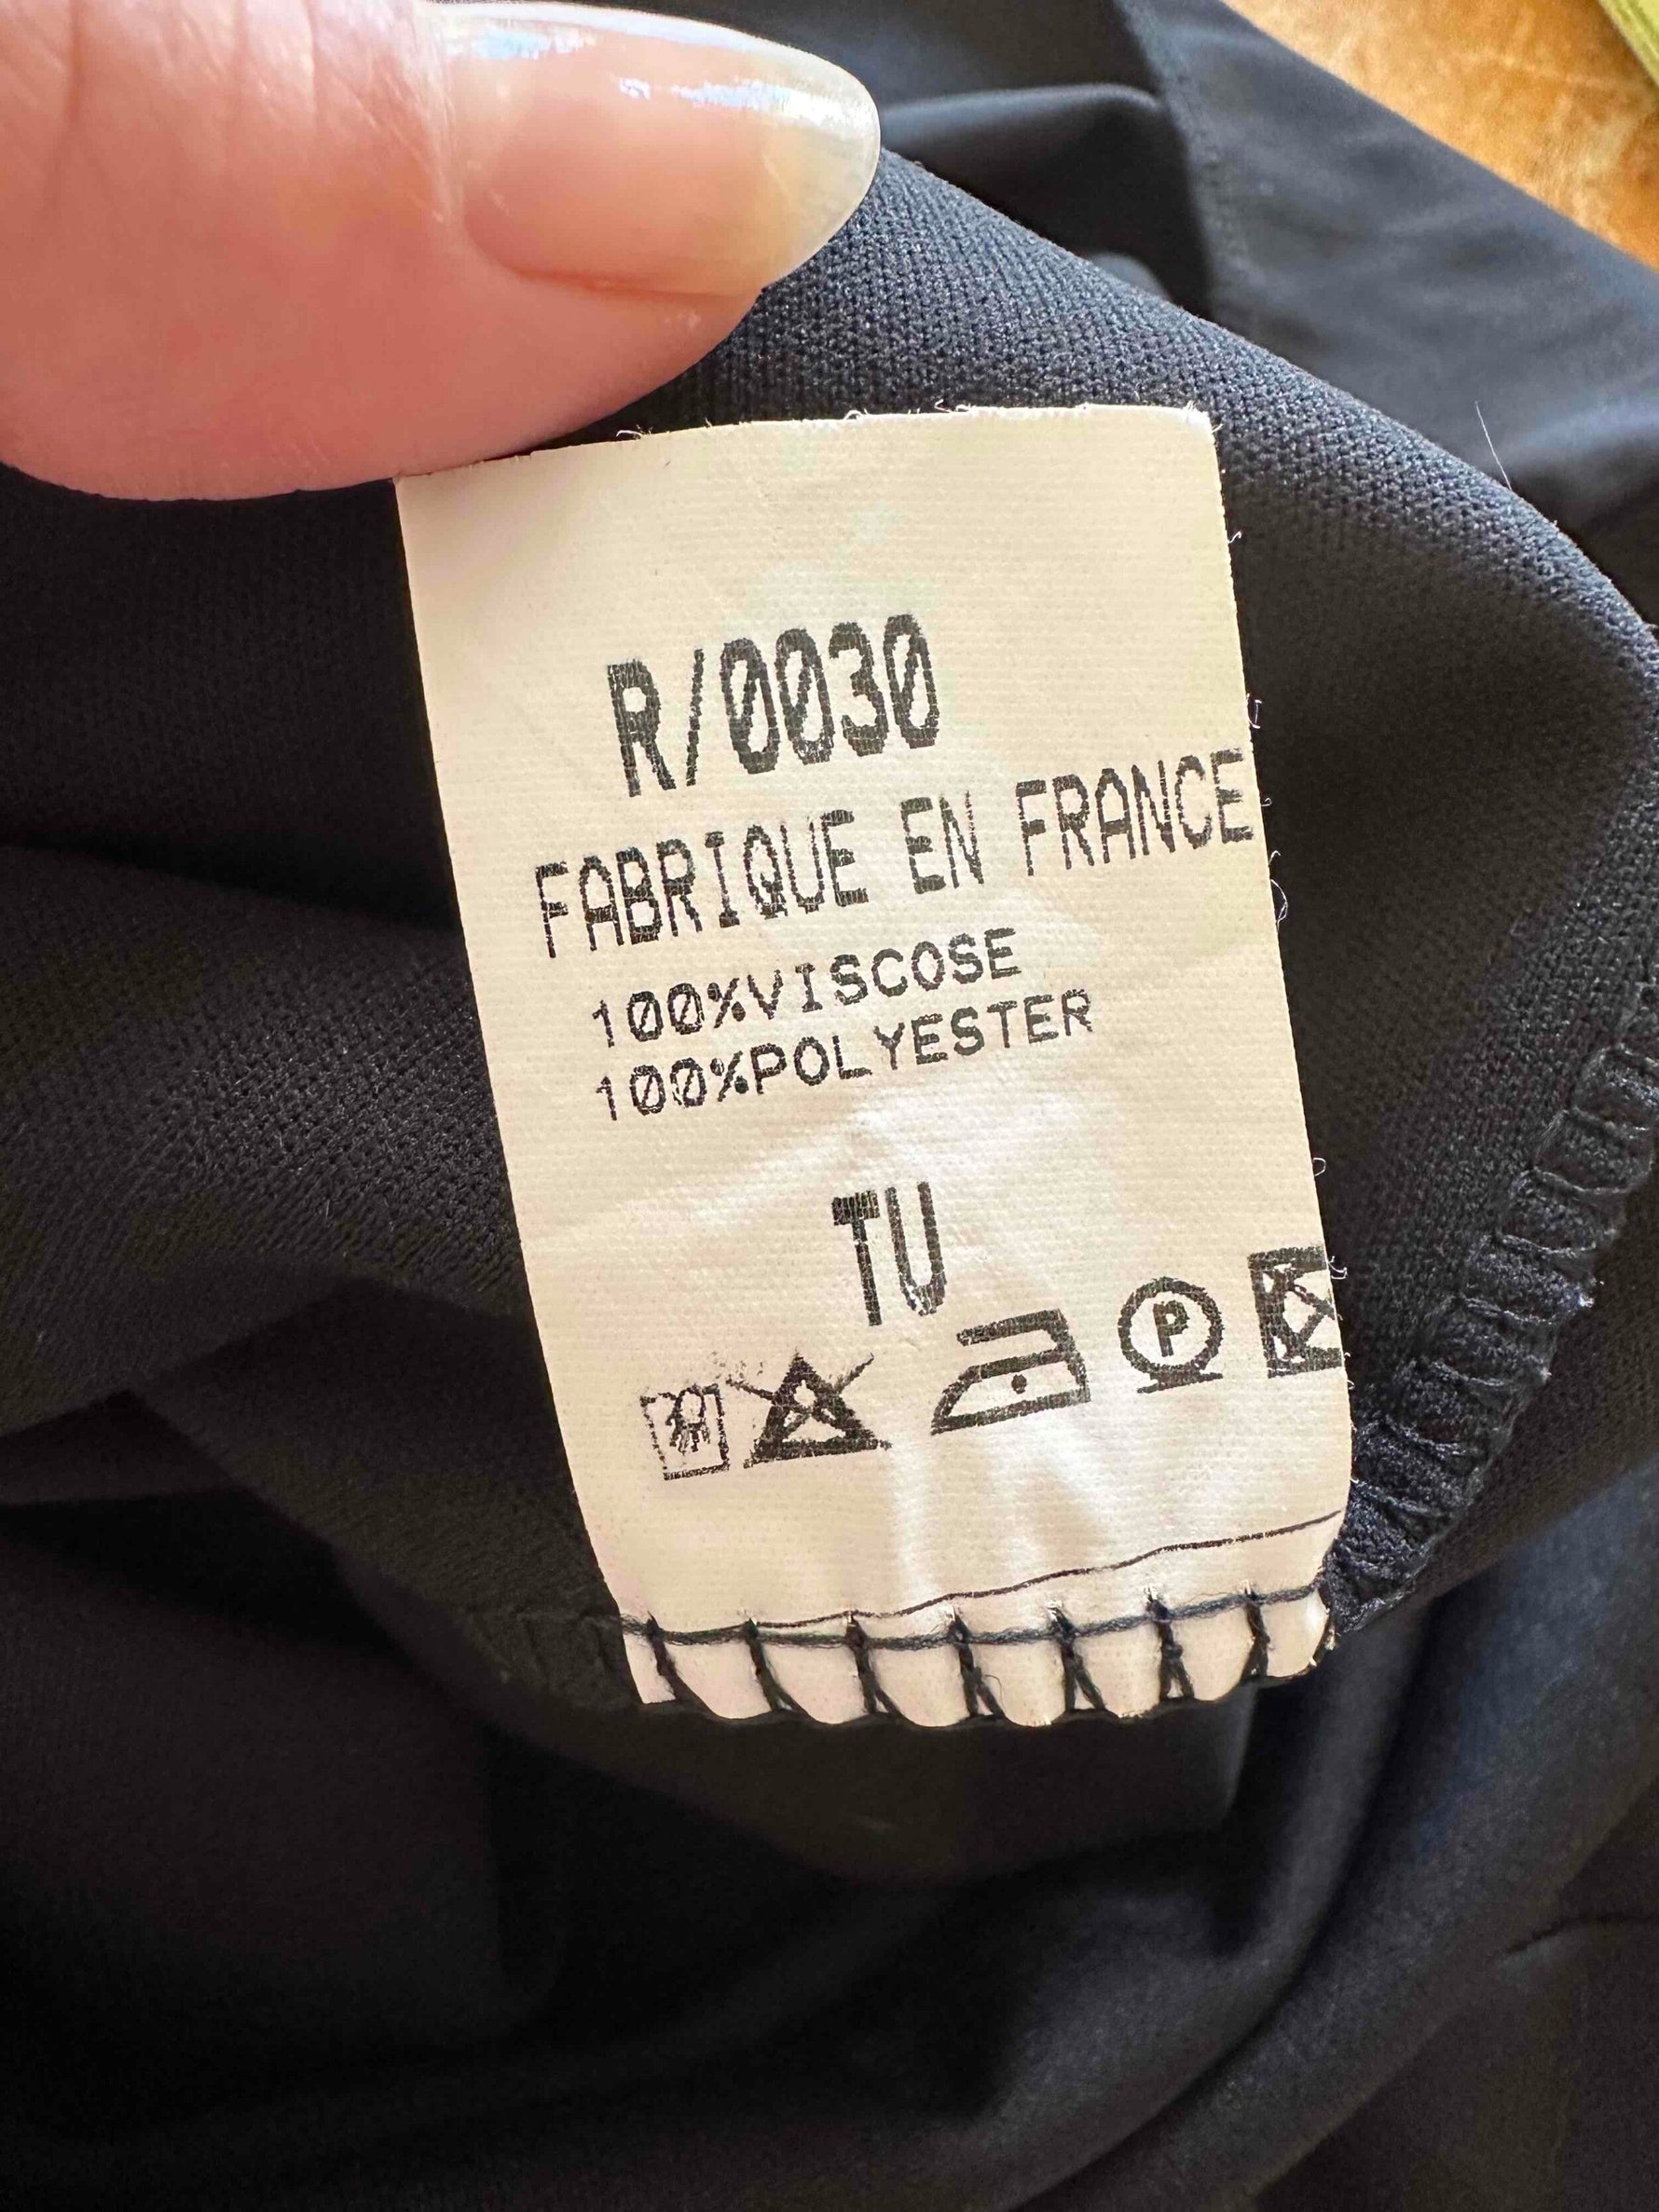 R/0030
FABRIQUE EN FRANCE
100%VISCOSE
100%POLYESTER
TU
P